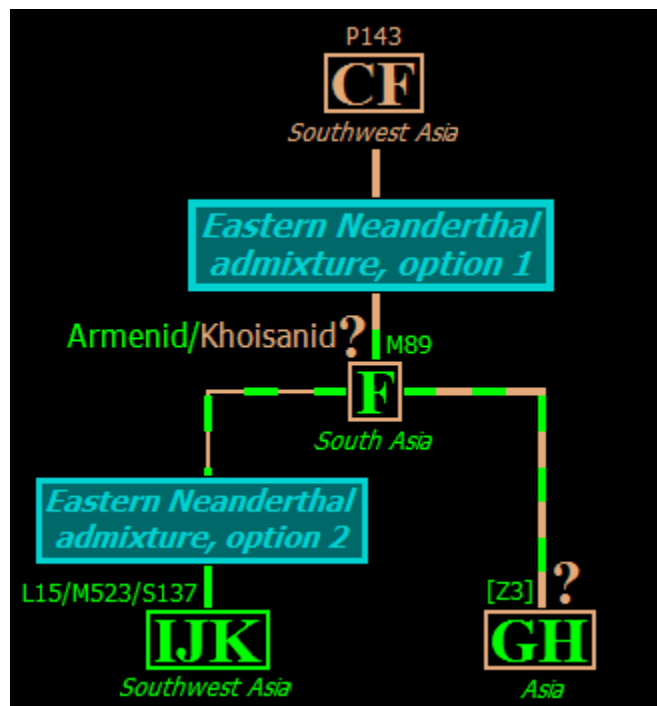 P143
CF
Southwest Asia
Eastern Neanderthal
admixture, option 1
Armenid/Khoisanid?
M89
F
South Asia
Eastern Neanderthal
admixture, option 2
L15/M523/S137
IJK
Southwest Asia
[Z3]?
GH
Asia